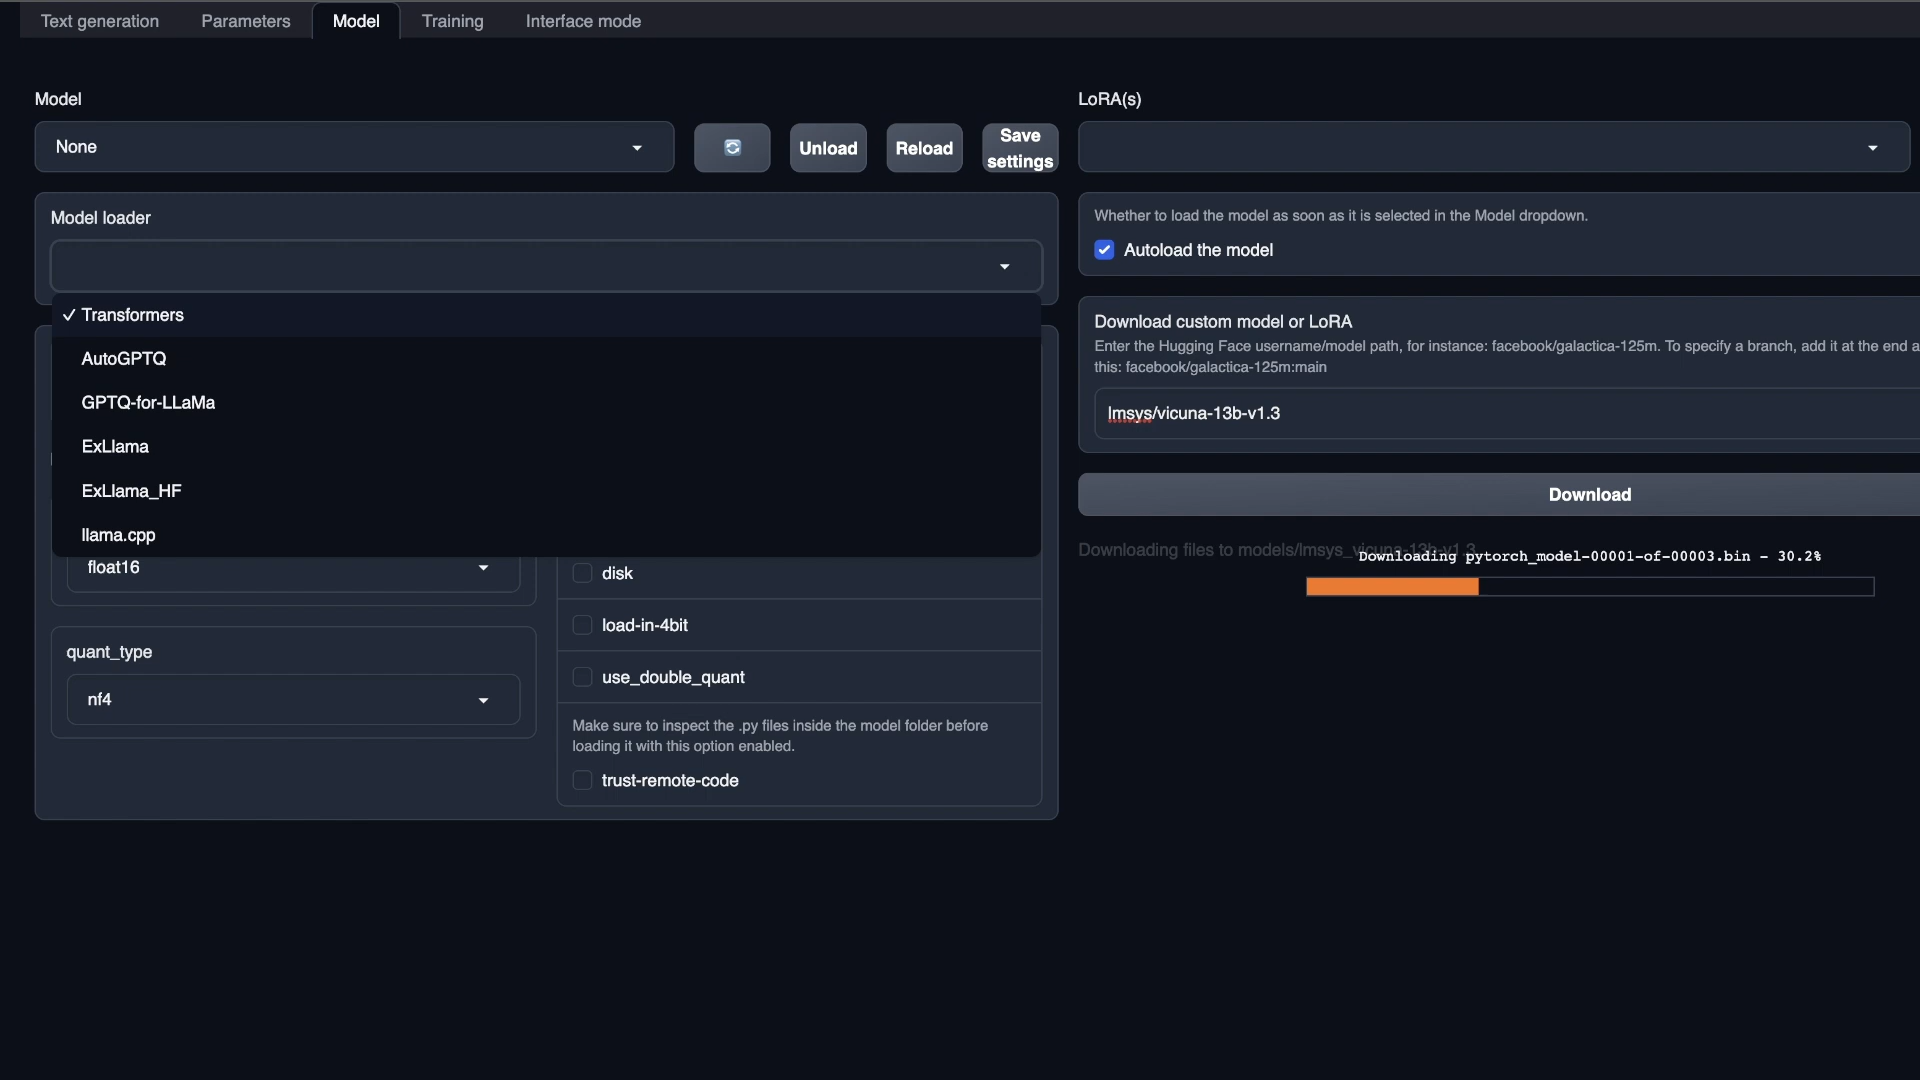 Text generation
Parameters
Model
Training
Interface mode
Model
None
Unload
Reload
Save
settings
Model loader
✓ Transformers
AutoGPTQ
GPTQ-for-LLaMa
ExLlama
ExLlama_HF
llama.cpp
float16
quant_type
nf4
disk
load-in-4bit
use_double_quant
Make sure to inspect the .py files inside the model folder before
loading it with this option enabled.
trust-remote-code
LoRA(s)
Whether to load the model as soon as it is selected in the Model dropdown.
Autoload the model
Download custom model or LoRA
Enter the Hugging Face username/model path, for instance: facebook/galactica-125m. To specify a branch, add it at the end a
this: facebook/galactica-125m:main
lmsys/vicuna-13b-v1.3
Download
Downloading files to models/lmsys_vicuna-13b-v1.3
Downloading pytorch_model-00001-of-00003.bin - 30.2%